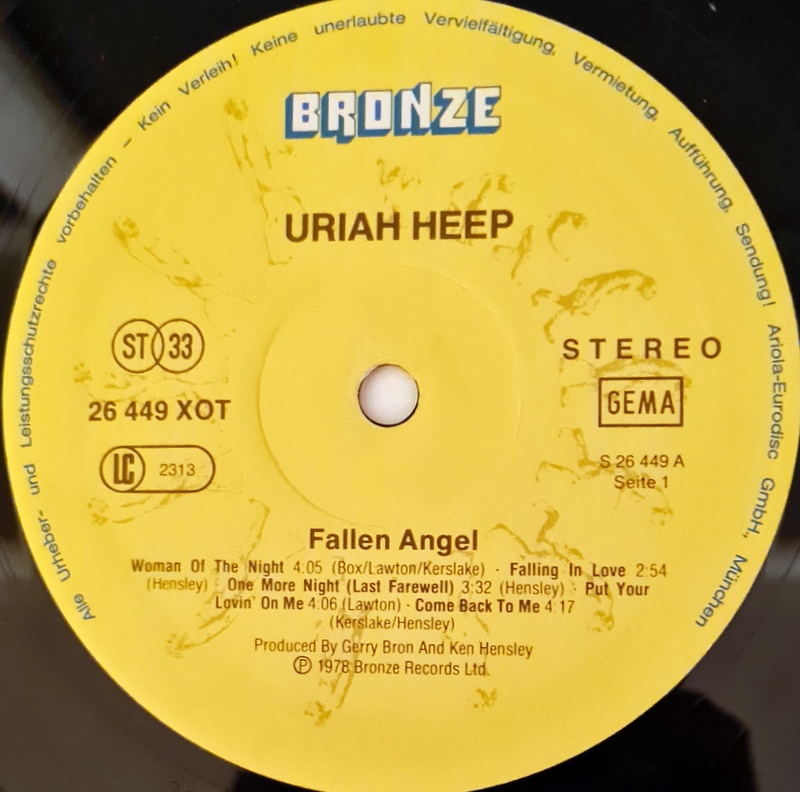 Alle Urheber- und Leistungsschutzrechte vorbehalten – Kein Verleih! Keine unerlaubte Vervielfältigung, Vermietung, Aufführung, Sendung! Ariola-Eurodisc GmbH., München
BRONZE
URIAH HEEP
ST 33
STEREO
26 449 XOT
GEMA
LC 2313
S 26 449 A
Seite 1
Fallen Angel
Woman Of The Night 4:05 (Box/Lawton/Kerslake) · Falling In Love 2:54
(Hensley) · One More Night (Last Farewell) 3:32 (Hensley) · Put Your
Lovin' On Me 4:06 (Lawton) · Come Back To Me 4:17
(Kerslake/Hensley)
Produced By Gerry Bron And Ken Hensley
℗ 1978 Bronze Records Ltd.